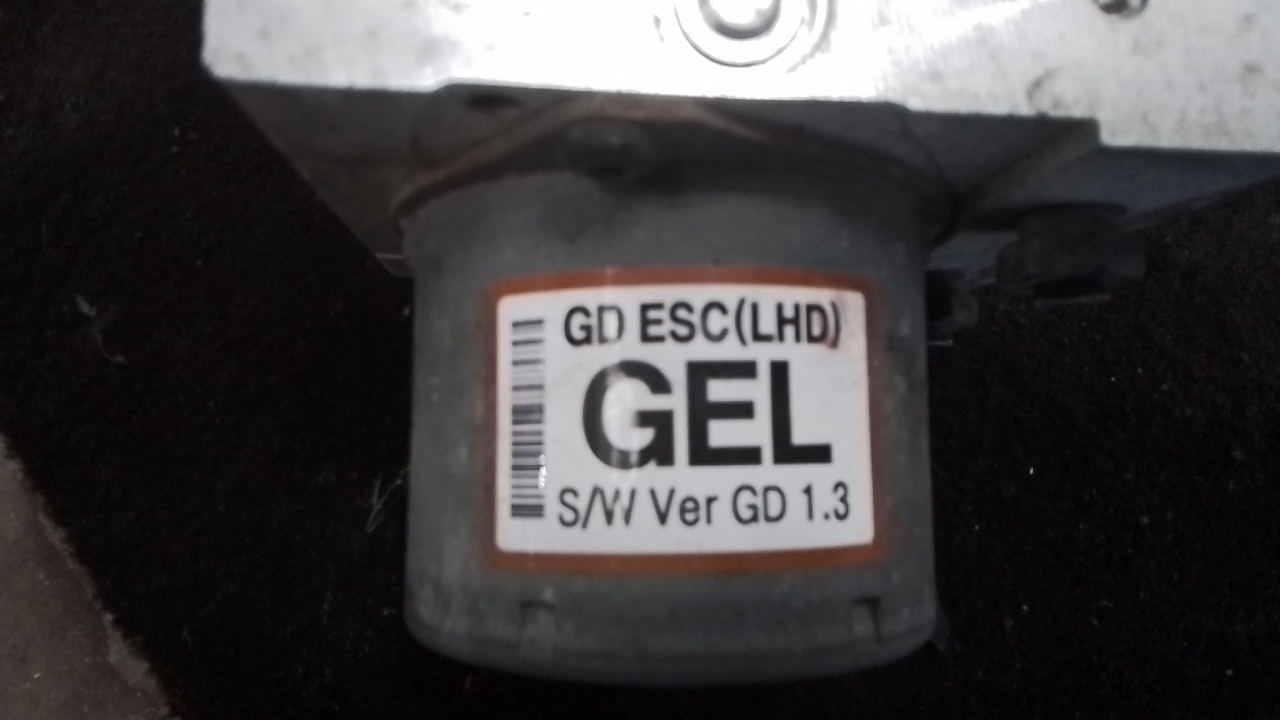 GD ESC(LHD)
GEL
S/W Ver GD 1.3